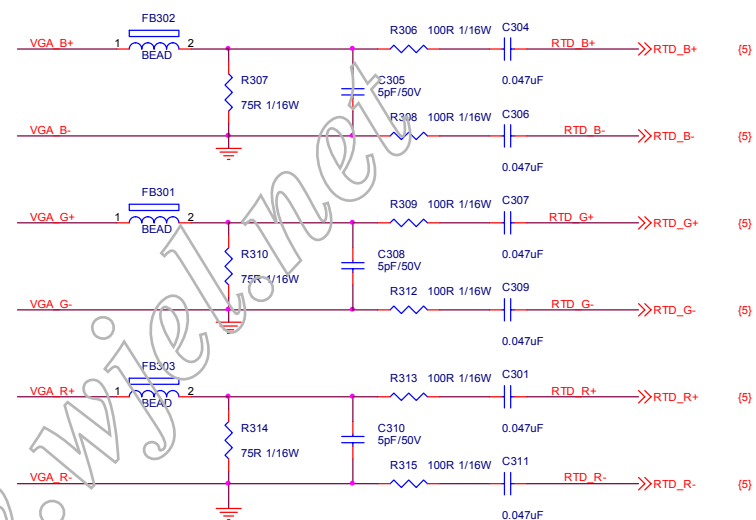 FB302
R306 100R 1/16W C304
VGA_B+ 1 2 RTD_B+ RTD_B+ {5}
BEAD
R307 C305 0.047uF
5pF/50V
75R 1/16W
R308 100R 1/16W C306
VGA_B- RTD_B- RTD_B- {5}
0.047uF
FB301
R309 100R 1/16W C307
VGA_G+ 1 2 RTD_G+ RTD_G+ {5}
BEAD
R310 C308 0.047uF
5pF/50V
75R 1/16W
R312 100R 1/16W C309
VGA_G- RTD_G- RTD_G- {5}
0.047uF
FB303
R313 100R 1/16W C301
VGA_R+ 1 2 RTD_R+ RTD_R+ {5}
BEAD
R314 C310 0.047uF
5pF/50V
75R 1/16W
R315 100R 1/16W C311
VGA_R- RTD_R- RTD_R- {5}
0.047uF
.wjel.net